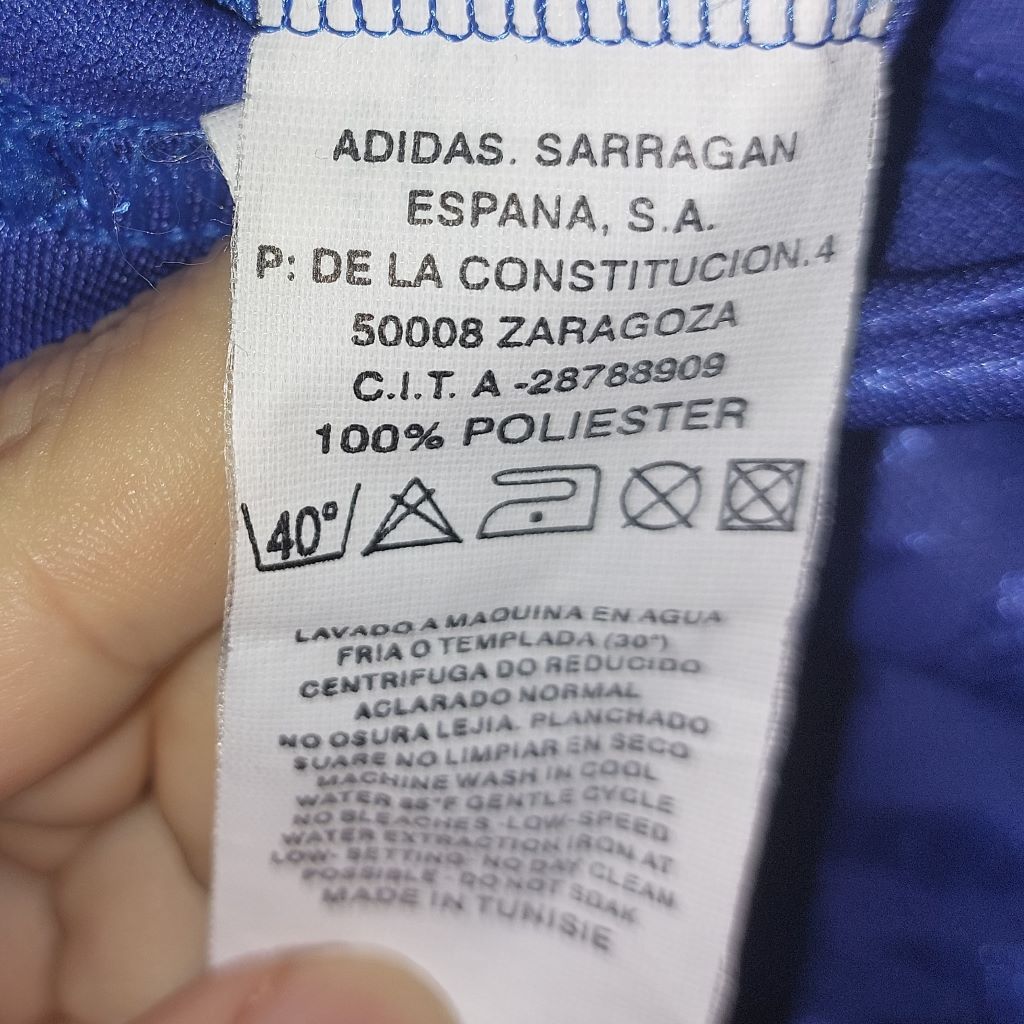 ADIDAS. SARRAGAN
ESPANA, S.A.
P: DE LA CONSTITUCION.4
50008 ZARAGOZA
C.I.T. A -28788909
100% POLIESTER
40°
LAVADO A MAQUINA EN AGUA
FRIA O TEMPLADA (30°)
CENTRIFUGA DO REDUCIDO
ACLARADO NORMAL
NO OSURA LEJIA. PLANCHADO
SUARE NO LIMPIAR EN SECO
MACHINE WASH IN COOL
WATER 85°F GENTLE CYCLE
NO BLEACHES -LOW-SPEED
WATER EXTRACTION IRON AT
LOW- SETTING- NO DAY CLEAN
POSSIBLE- DO NOT SOAK
MADE IN TUNISIE